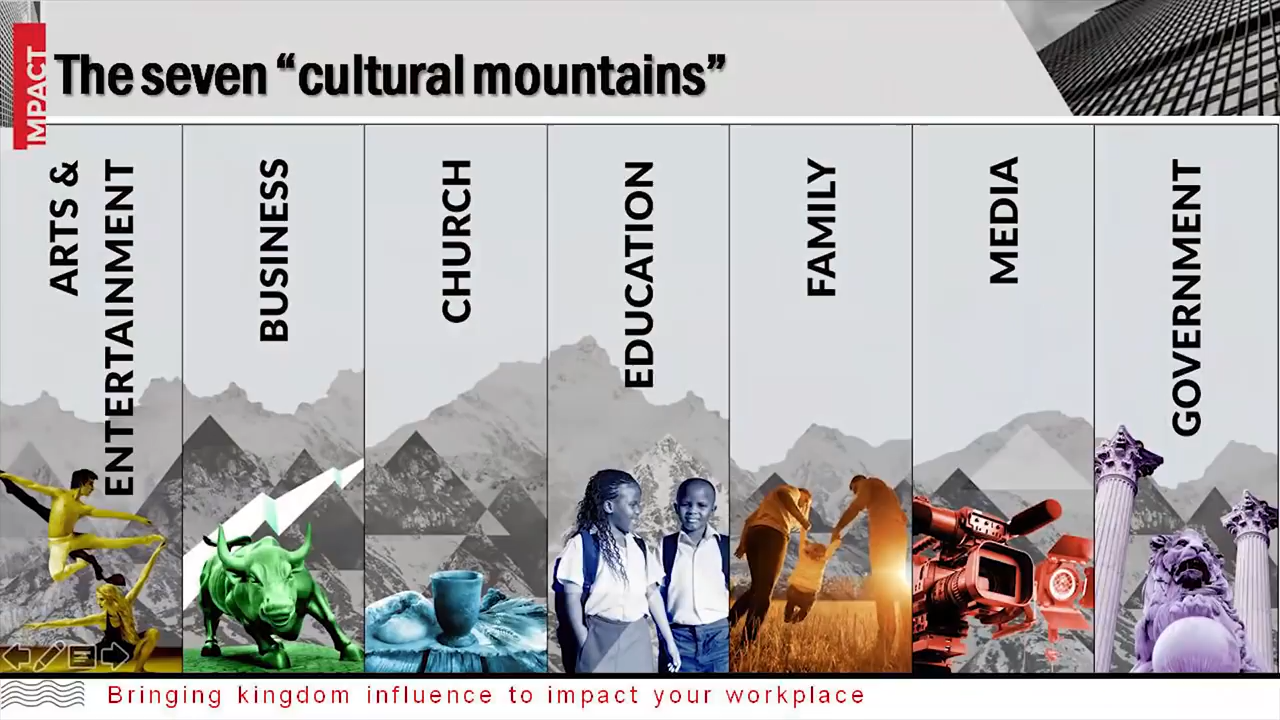 IMPACT
The seven “cultural mountains”
ARTS &
ENTERTAINMENT
BUSINESS
CHURCH
EDUCATION
FAMILY
MEDIA
GOVERNMENT
Bringing kingdom influence to impact your workplace